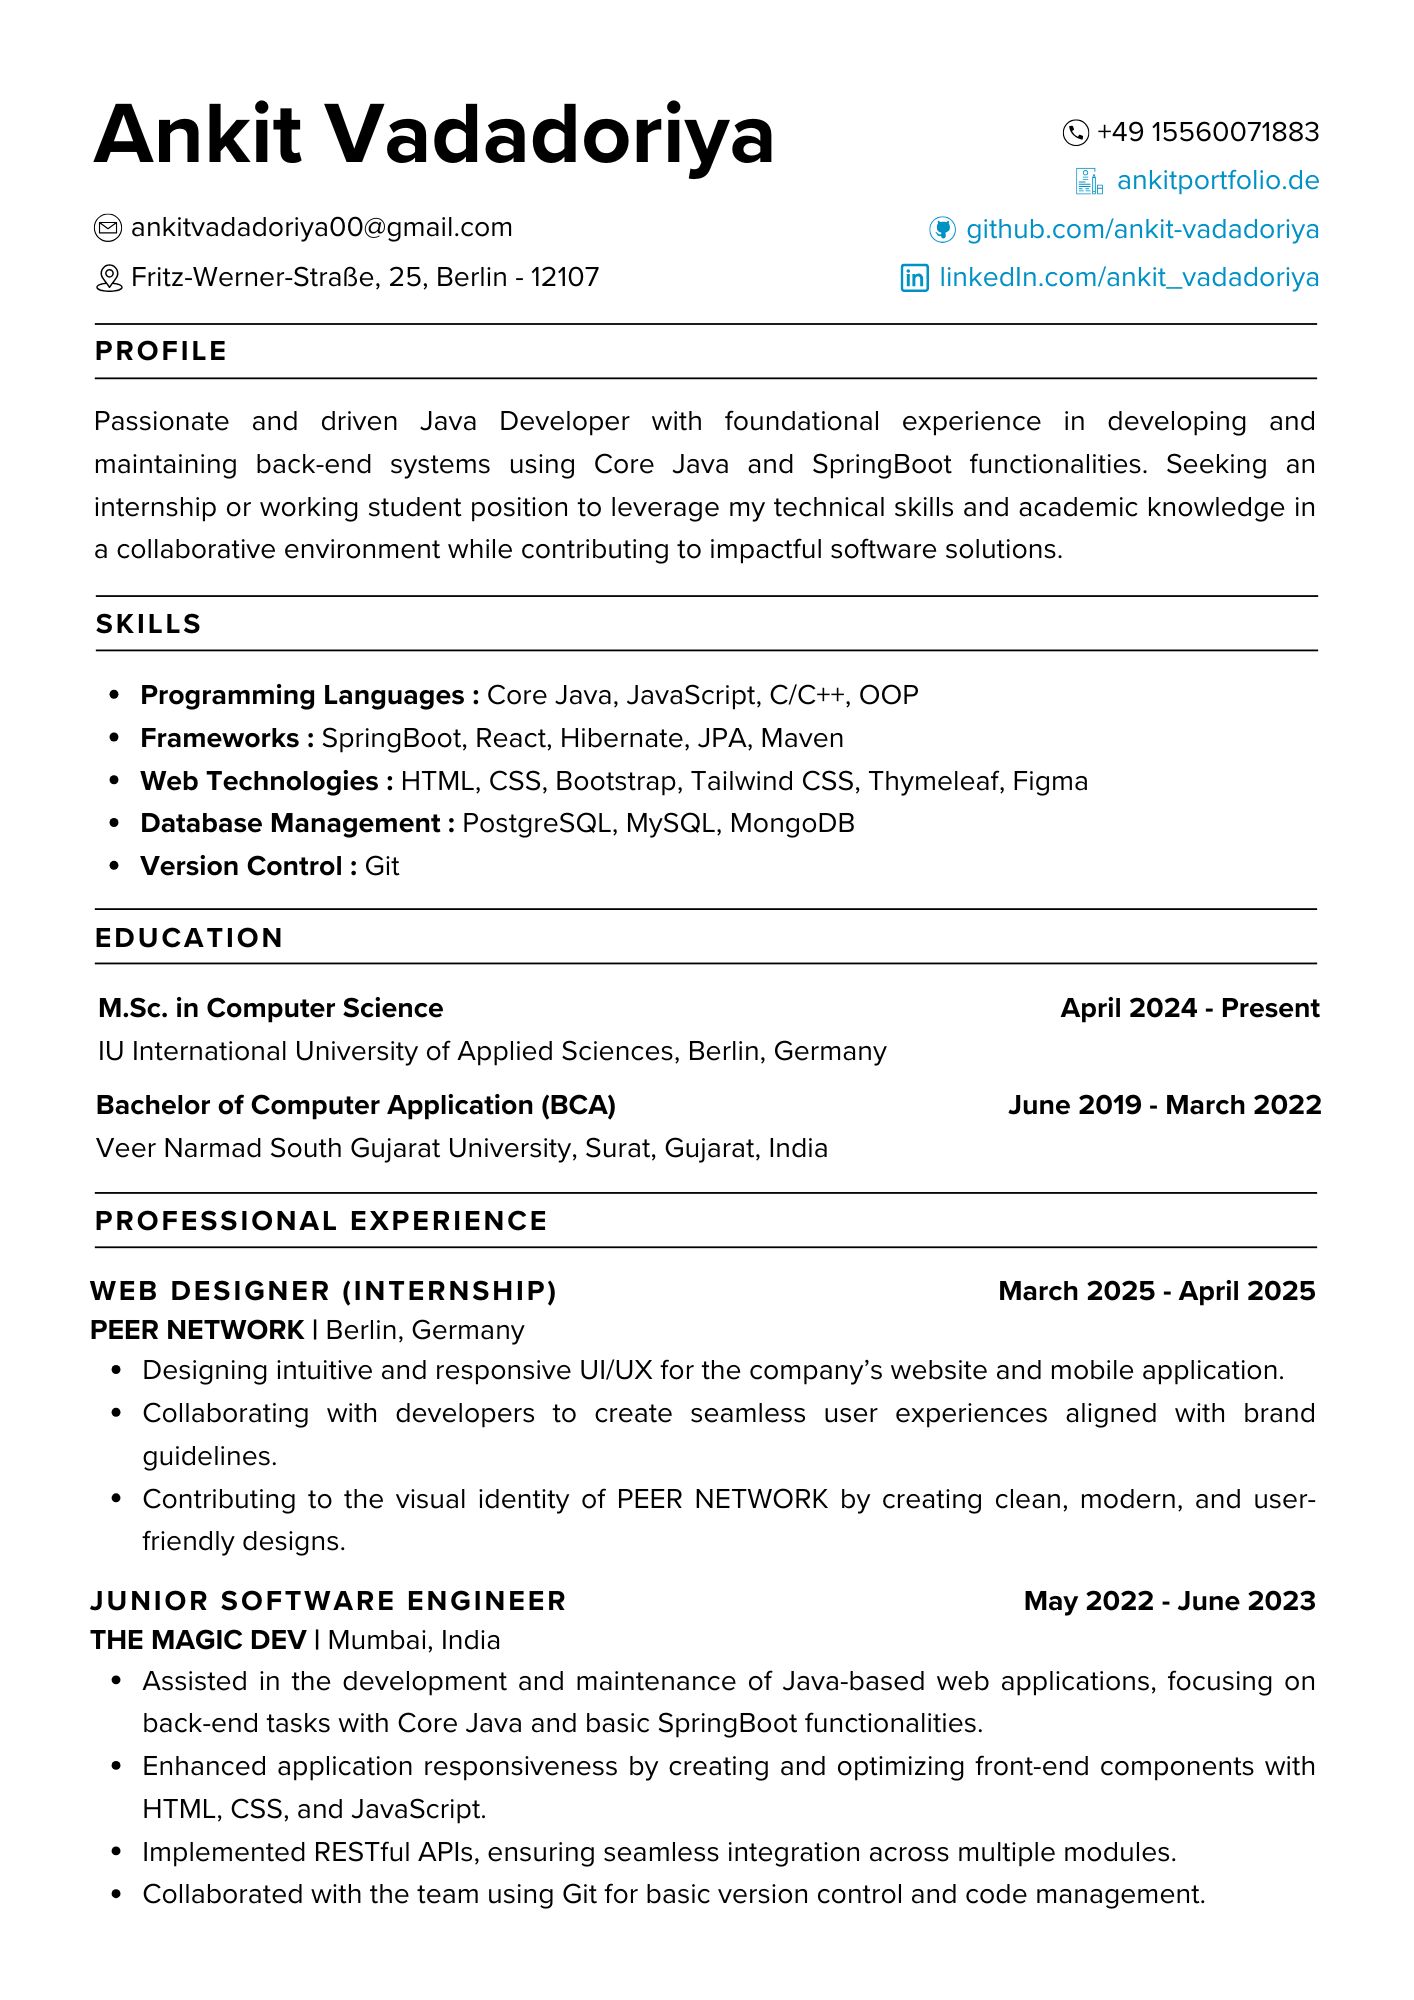 Ankit Vadadoriya
+49 15560071883
ankitportfolio.de
ankitvadadoriya00@gmail.com
github.com/ankit-vadadoriya
Fritz-Werner-Straße, 25, Berlin - 12107
linkedIn.com/ankit_vadadoriya
PROFILE
Passionate and driven Java Developer with foundational experience in developing and
maintaining back-end systems using Core Java and SpringBoot functionalities. Seeking an
internship or working student position to leverage my technical skills and academic knowledge in
a collaborative environment while contributing to impactful software solutions.
SKILLS
• Programming Languages : Core Java, JavaScript, C/C++, OOP
• Frameworks : SpringBoot, React, Hibernate, JPA, Maven
• Web Technologies : HTML, CSS, Bootstrap, Tailwind CSS, Thymeleaf, Figma
• Database Management : PostgreSQL, MySQL, MongoDB
• Version Control : Git
EDUCATION
M.Sc. in Computer Science April 2024 - Present
IU International University of Applied Sciences, Berlin, Germany
Bachelor of Computer Application (BCA) June 2019 - March 2022
Veer Narmad South Gujarat University, Surat, Gujarat, India
PROFESSIONAL EXPERIENCE
WEB DESIGNER (INTERNSHIP) March 2025 - April 2025
PEER NETWORK | Berlin, Germany
• Designing intuitive and responsive UI/UX for the company’s website and mobile application.
• Collaborating with developers to create seamless user experiences aligned with brand
guidelines.
• Contributing to the visual identity of PEER NETWORK by creating clean, modern, and user-
friendly designs.
JUNIOR SOFTWARE ENGINEER May 2022 - June 2023
THE MAGIC DEV | Mumbai, India
• Assisted in the development and maintenance of Java-based web applications, focusing on
back-end tasks with Core Java and basic SpringBoot functionalities.
• Enhanced application responsiveness by creating and optimizing front-end components with
HTML, CSS, and JavaScript.
• Implemented RESTful APIs, ensuring seamless integration across multiple modules.
• Collaborated with the team using Git for basic version control and code management.